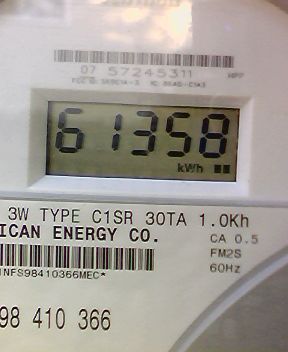 07 57245311
61358
kWh
3W TYPE C1SR 30TA 1.0Kh
ICAN ENERGY CO.
CA 0.5
FM2S
60Hz
INFS98410366MEC*
98 410 366